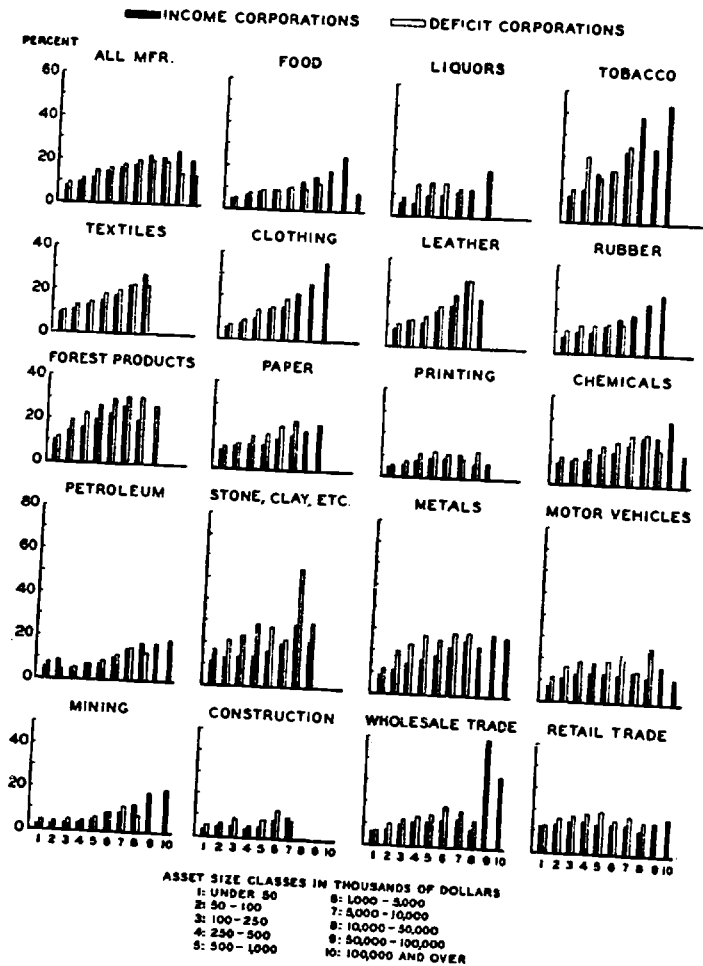 INCOME CORPORATIONS DEFICIT CORPORATIONS
PERCENT
ALL MFR. FOOD LIQUORS TOBACCO
60
40
20
0
TEXTILES CLOTHING LEATHER RUBBER
40
20
0
FOREST PRODUCTS PAPER PRINTING CHEMICALS
40
20
0
PETROLEUM STONE, CLAY, ETC. METALS MOTOR VEHICLES
80
60
40
20
0
MINING CONSTRUCTION WHOLESALE TRADE RETAIL TRADE
40
20
0
1 2 3 4 5 6 7 8 9 10 1 2 3 4 5 6 7 8 9 10 1 2 3 4 5 6 7 8 9 10 1 2 3 4 5 6 7 8 9 10
ASSET SIZE CLASSES IN THOUSANDS OF DOLLARS
1: UNDER 50 6: 1,000-5,000
2: 50-100 7: 5,000-10,000
3: 100-250 8: 10,000-50,000
4: 250-500 9: 50,000-100,000
5: 500-1,000 10: 100,000 AND OVER